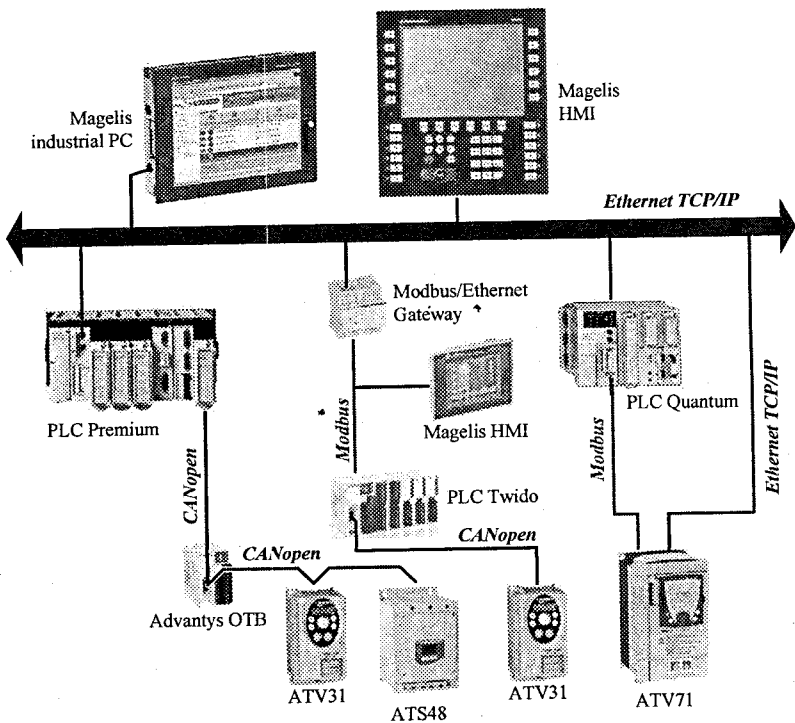 Magelis
industrial PC
Magelis
HMI
Ethernet TCP/IP
Modbus/Ethernet
Gateway
PLC Premium
Modbus
Magelis HMI
PLC Quantum
Modbus
Ethernet TCP/IP
CANopen
PLC Twido
CANopen
CANopen
Advantys OTB
ATV31
ATS48
ATV31
ATV71